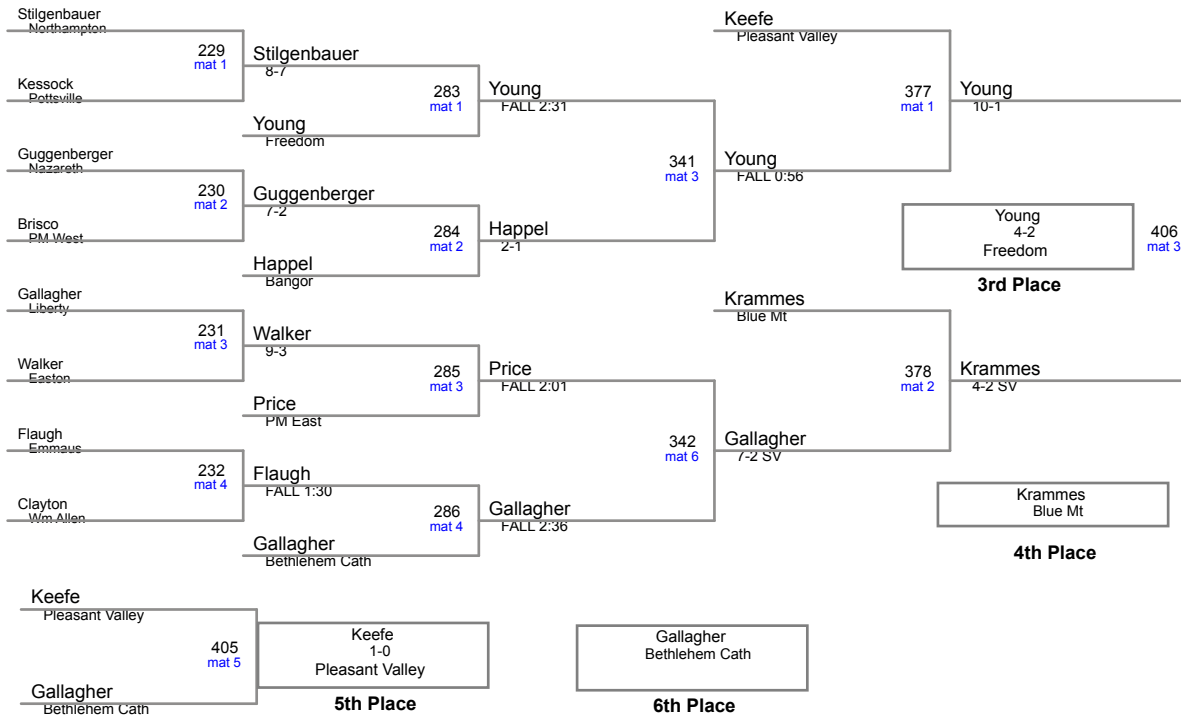 Stilgenbauer
Northampton
229
mat 1
Kessock
Pottsville
Stilgenbauer
8-7
283
mat 1
Young
Freedom
Young
FALL 2:31
Guggenberger
Nazareth
230
mat 2
Brisco
PM West
Guggenberger
7-2
284
mat 2
Happel
Bangor
Happel
2-1
341
mat 3
Young
FALL 0:56
Keefe
Pleasant Valley
377
mat 1
Young
10-1
Young
4-2
Freedom
406
mat 3
3rd Place
Gallagher
Liberty
231
mat 3
Walker
Easton
Walker
9-3
285
mat 3
Price
PM East
Price
FALL 2:01
Flaugh
Emmaus
232
mat 4
Clayton
Wm Allen
Flaugh
FALL 1:30
286
mat 4
Gallagher
Bethlehem Cath
Gallagher
FALL 2:36
342
mat 6
Gallagher
7-2 SV
Krammes
Blue Mt
378
mat 2
Krammes
4-2 SV
Krammes
Blue Mt
4th Place
Keefe
Pleasant Valley
405
mat 5
Gallagher
Bethlehem Cath
Keefe
1-0
Pleasant Valley
5th Place
Gallagher
Bethlehem Cath
6th Place